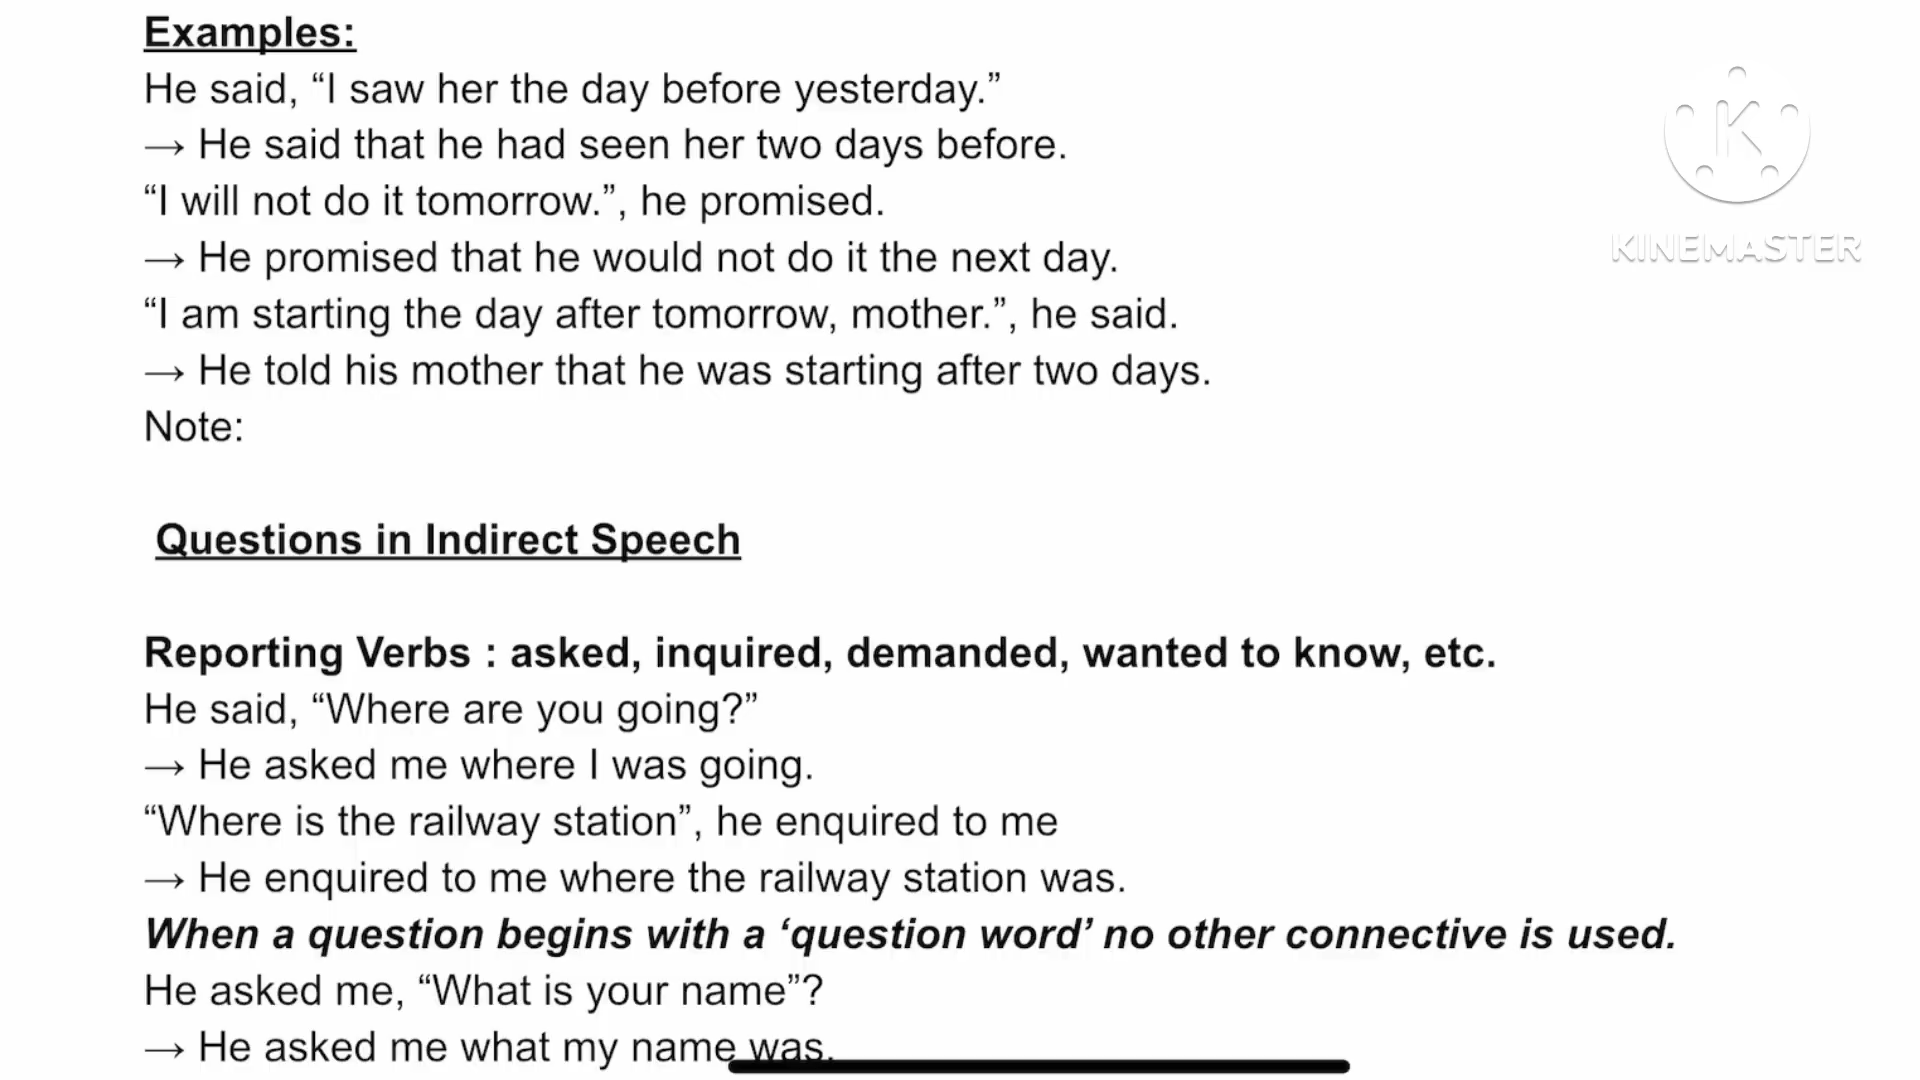 Examples:
He said, “I saw her the day before yesterday.”
→ He said that he had seen her two days before.
“I will not do it tomorrow.”, he promised.
→ He promised that he would not do it the next day.
“I am starting the day after tomorrow, mother.”, he said.
→ He told his mother that he was starting after two days.
Note:
Questions in Indirect Speech
Reporting Verbs : asked, inquired, demanded, wanted to know, etc.
He said, “Where are you going?”
→ He asked me where I was going.
“Where is the railway station”, he enquired to me
→ He enquired to me where the railway station was.
When a question begins with a ‘question word’ no other connective is used.
He asked me, “What is your name”?
→ He asked me what my name was.
K
KINEMASTER